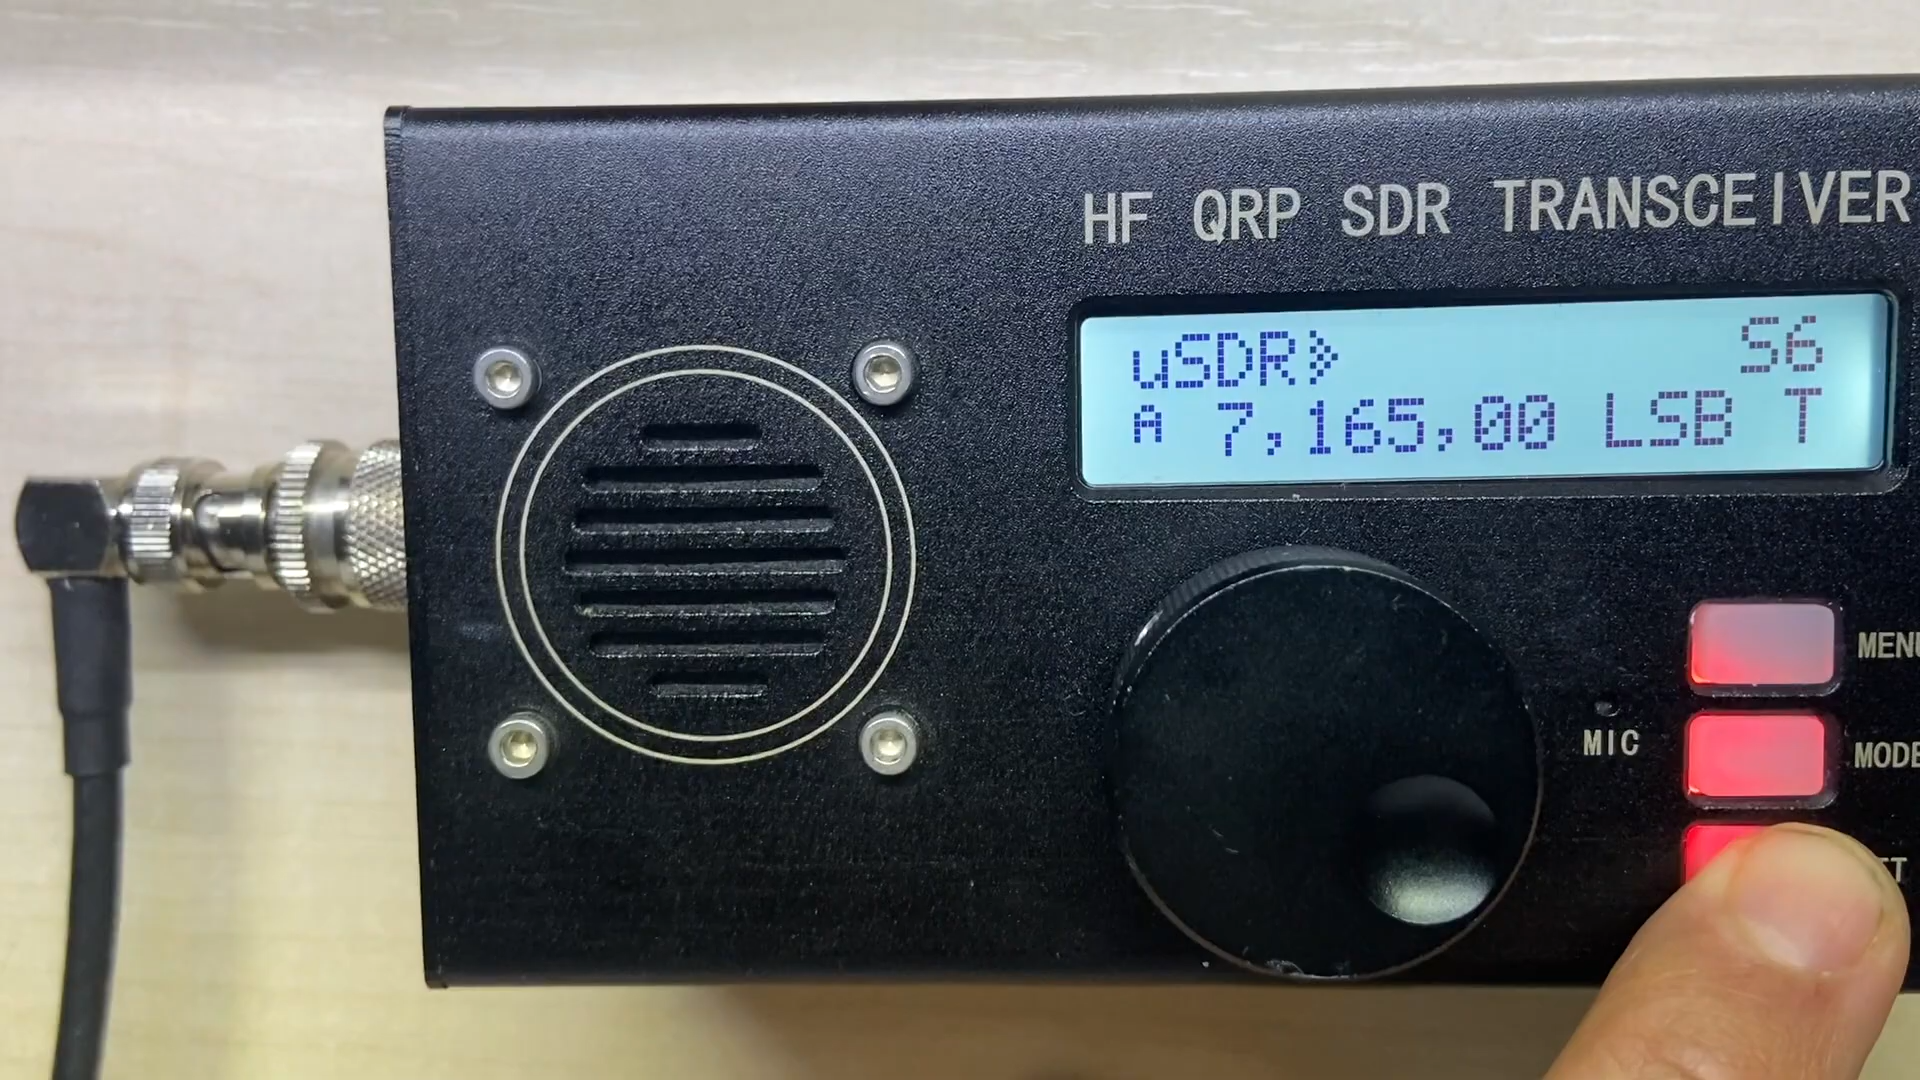 HF QRP SDR TRANSCEIVER
uSDR» S6
A 7,165,00 LSB T
MENU
MIC
MODE